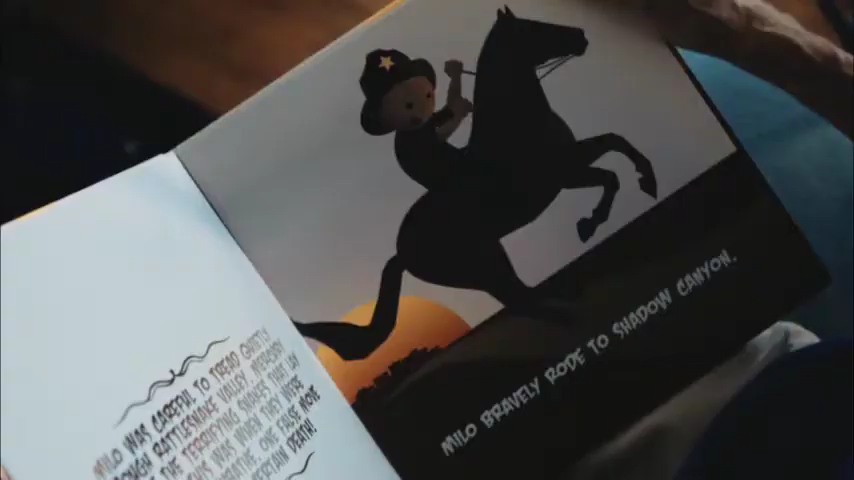 MILO WAS CAREFUL TO TREAD QUIETLY
RATTLESNAKE VALLEY
THE TERRIFYING SNAKES THAT LAY
WAS WHEN THEY WERE
ONE FALSE MOVE
CERTAIN DEATH!
MILO BRAVELY RODE TO SHADOW CANYON.